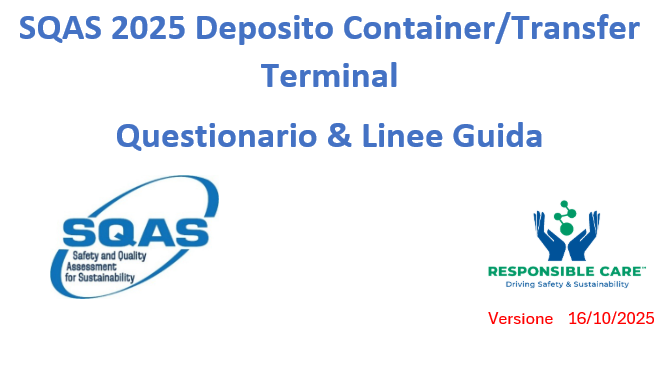 SQAS 2025 Deposito Container/Transfer
Terminal
Questionario & Linee Guida
SQAS
Safety and Quality
Assessment
for Sustainability
RESPONSIBLE CARE™
Driving Safety & Sustainability
Versione 16/10/2025